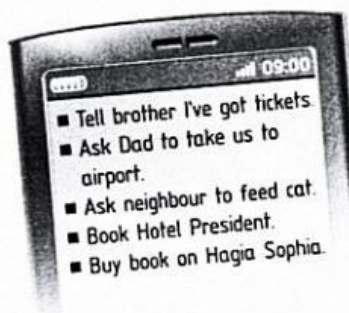 09:00
■ Tell brother I've got tickets.
■ Ask Dad to take us to
airport.
■ Ask neighbour to feed cat.
■ Book Hotel President.
■ Buy book on Hagia Sophia.